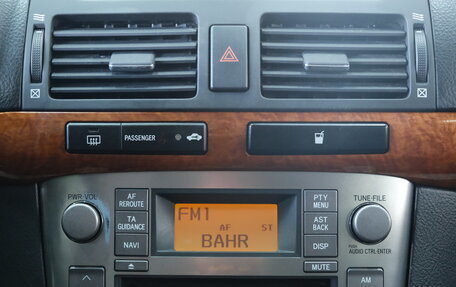 PASSENGER
PWR·VOL
AF
REROUTE
TA
GUIDANCE
NAVI
FM1
AF
ST
BAHR
PTY
MENU
AST
BACK
DISP
MUTE
TUNE·FILE
PUSH
AUDIO CTRL·ENTER
AM